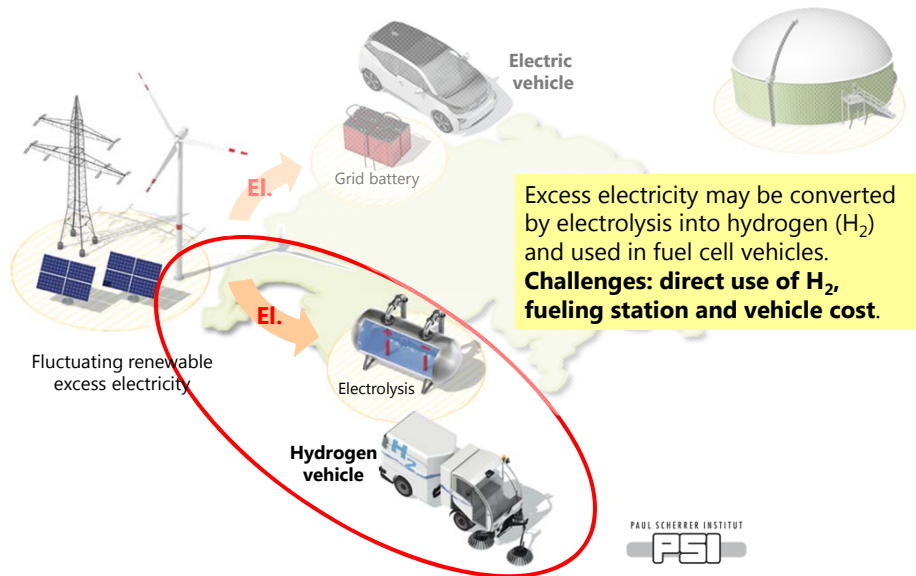 Electric
vehicle
Grid battery
El.
Excess electricity may be converted
by electrolysis into hydrogen (H₂)
and used in fuel cell vehicles.
Challenges: direct use of H₂,
fueling station and vehicle cost.
El.
Fluctuating renewable
excess electricity
Electrolysis
Hydrogen
vehicle
H₂
PAUL SCHERRER INSTITUT
PSI